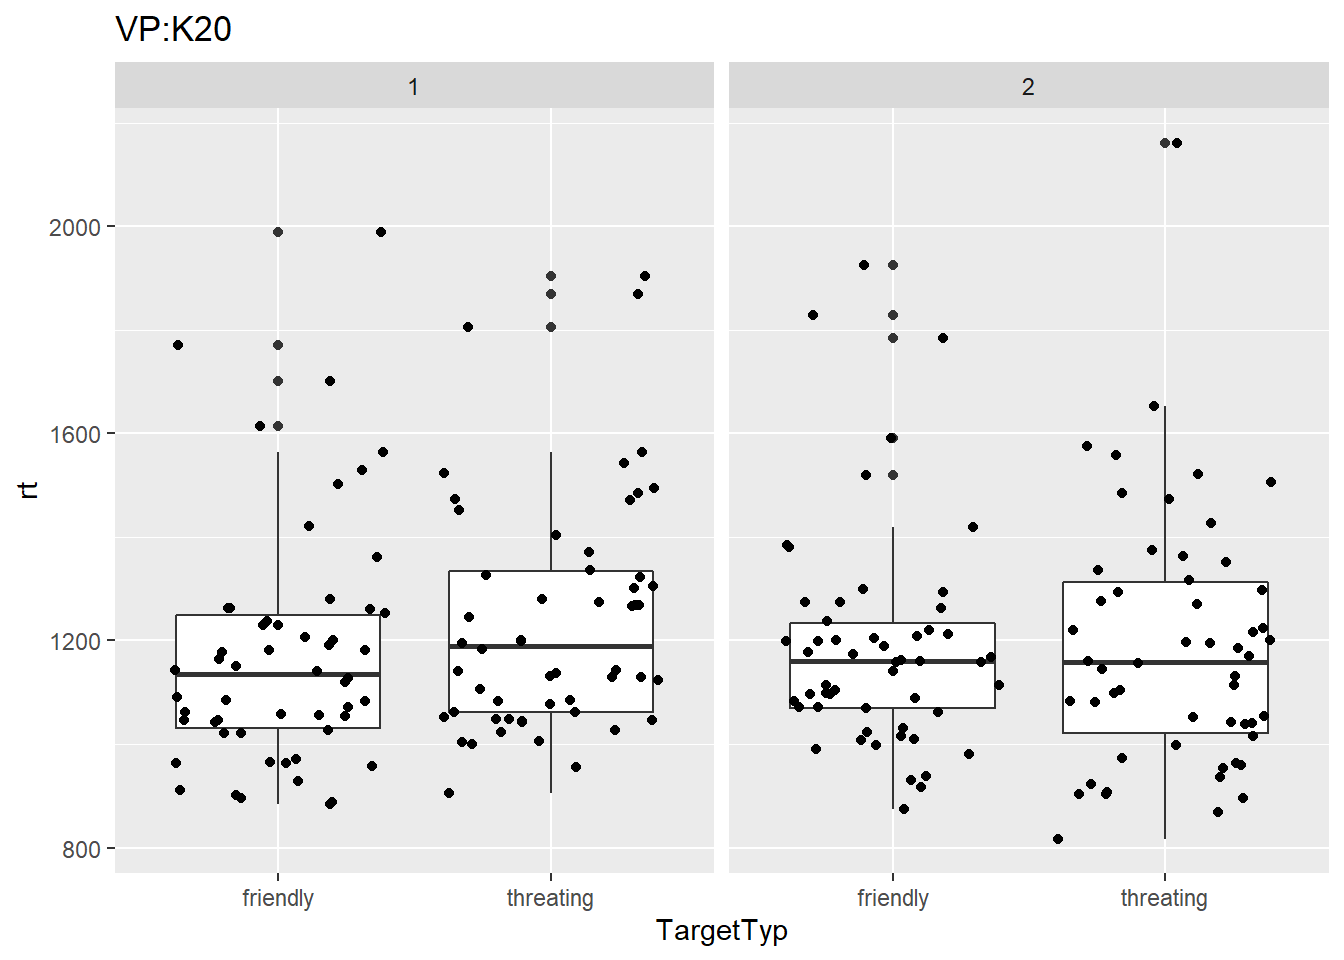 VP:K20
1
2
2000
1600
1200
800
rt
friendly
threating
friendly
threating
TargetTyp